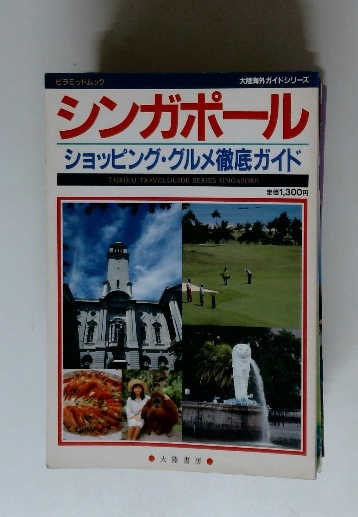 ピラミッドムック
大陸海外ガイドシリーズ
シンガポール
ショッピング・グルメ徹底ガイド
TAIRIKU TRAVEL GUIDE SERIES SINGAPORE
定価1,300円
●大陸書房●